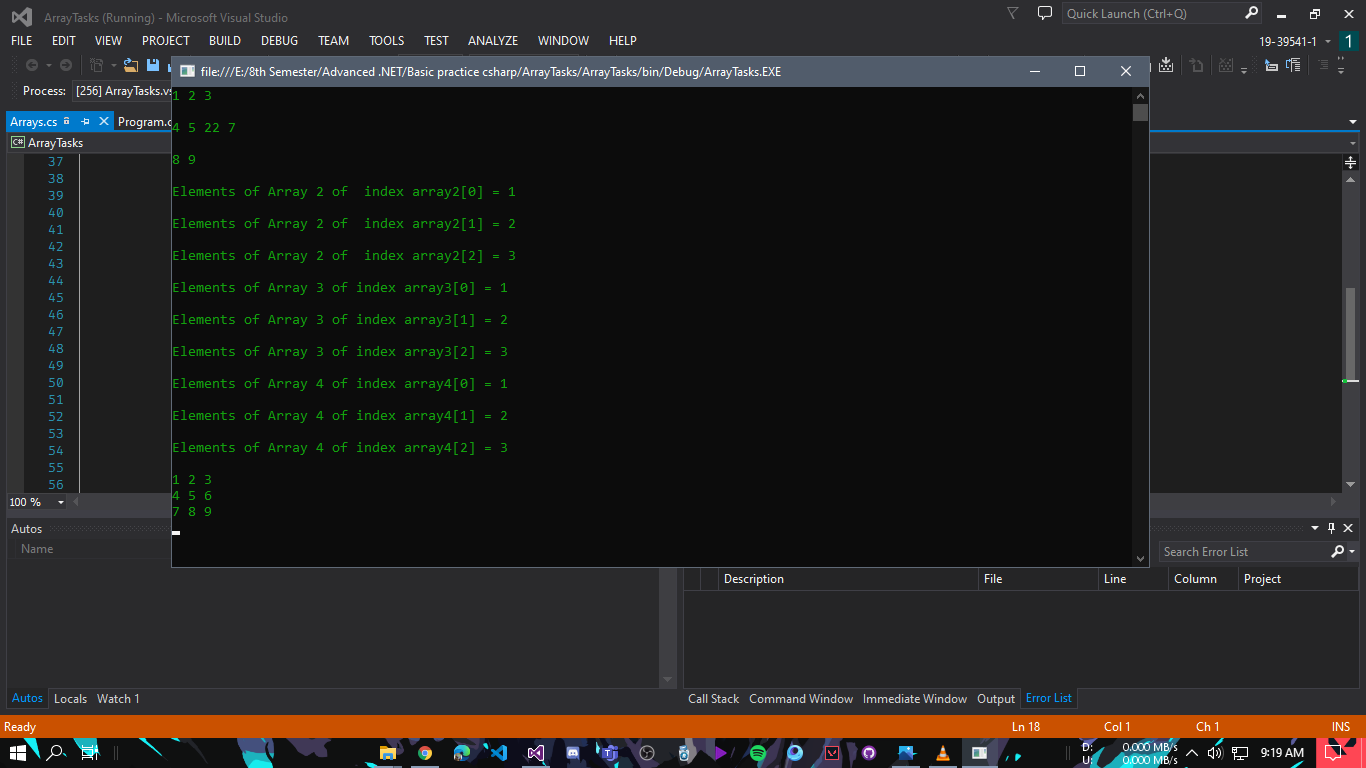 ArrayTasks (Running) - Microsoft Visual Studio
Quick Launch (Ctrl+Q)
FILE EDIT VIEW PROJECT BUILD DEBUG TEAM TOOLS TEST ANALYZE WINDOW HELP
19-39541-1 1
file:///E:/8th Semester/Advanced .NET/Basic practice csharp/ArrayTasks/ArrayTasks/bin/Debug/ArrayTasks.EXE
Process: [256] ArrayTasks.vs
Arrays.cs Program.c
C# ArrayTasks
37
38
39
40
41
42
43
44
45
46
47
48
49
50
51
52
53
54
55
56
100 %
1 2 3
4 5 22 7
8 9
Elements of Array 2 of  index array2[0] = 1
Elements of Array 2 of  index array2[1] = 2
Elements of Array 2 of  index array2[2] = 3
Elements of Array 3 of index array3[0] = 1
Elements of Array 3 of index array3[1] = 2
Elements of Array 3 of index array3[2] = 3
Elements of Array 4 of index array4[0] = 1
Elements of Array 4 of index array4[1] = 2
Elements of Array 4 of index array4[2] = 3
1 2 3
4 5 6
7 8 9
Autos
Name
Search Error List
Description File Line Column Project
Autos Locals Watch 1
Call Stack Command Window Immediate Window Output Error List
Ready Ln 18 Col 1 Ch 1 INS
D: 0.000 MB/s
U: 0.000 MB/s
9:19 AM